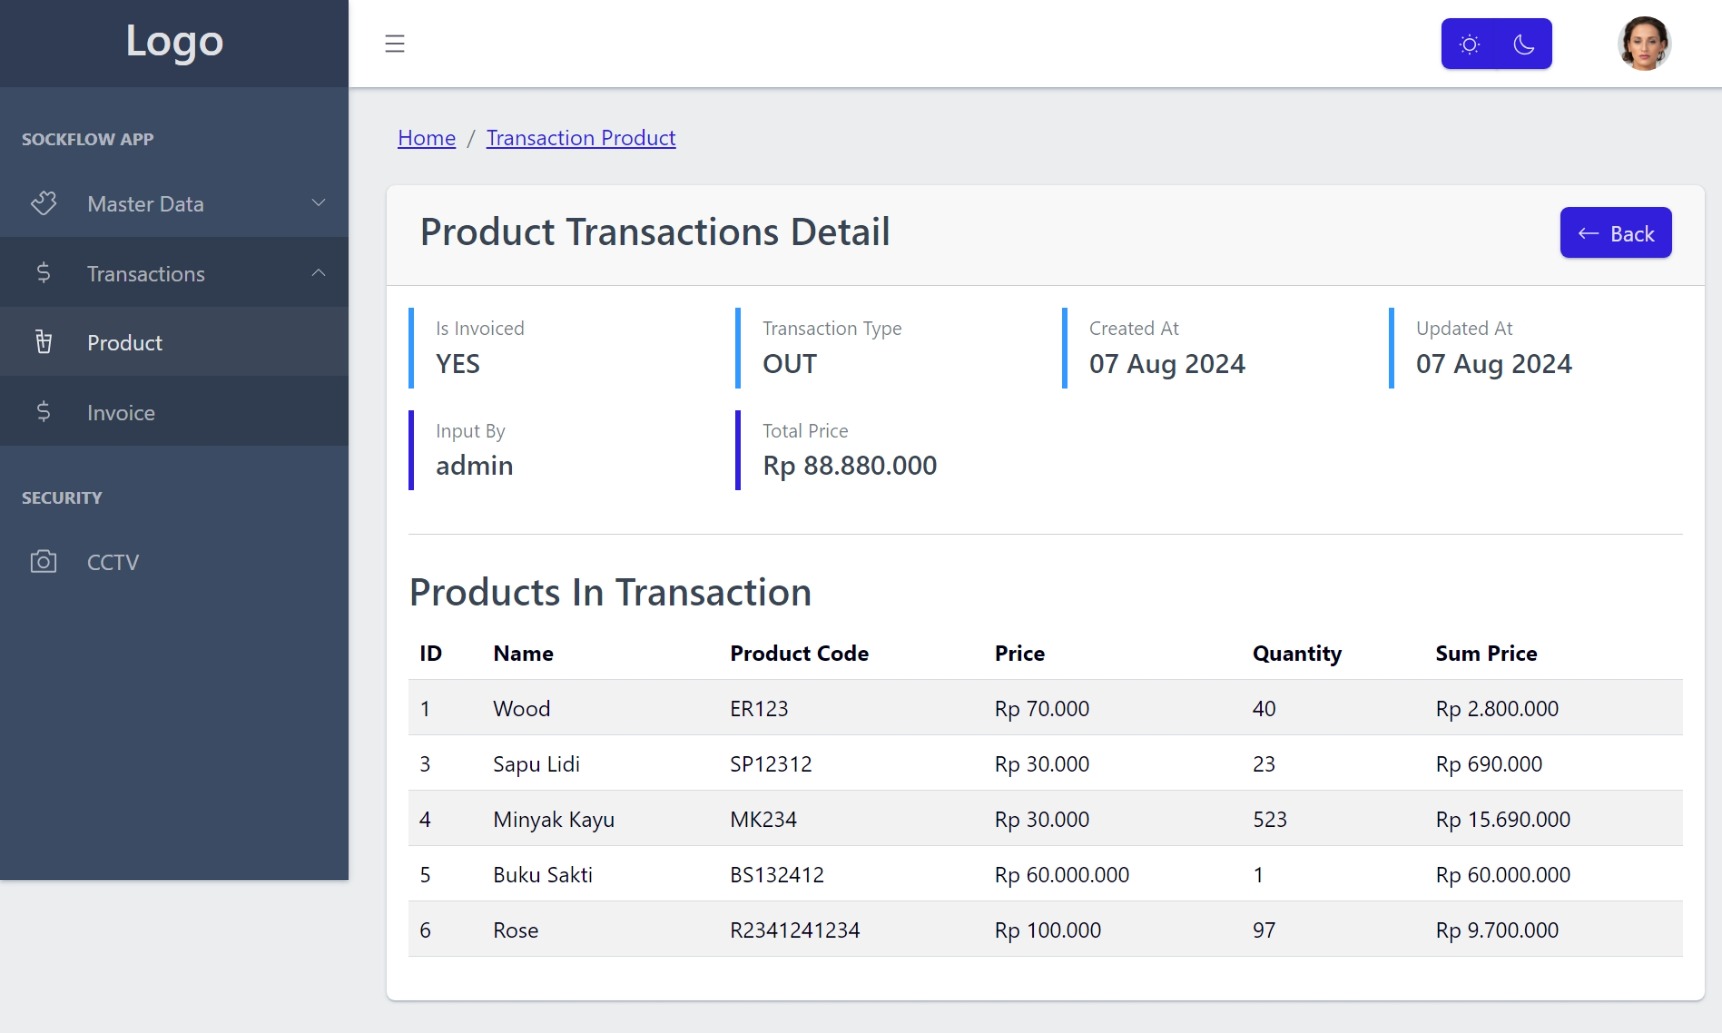 Logo
SOCKFLOW APP
Master Data
Transactions
Product
Invoice
SECURITY
CCTV
Home / Transaction Product
Product Transactions Detail
Back
Is Invoiced
YES
Transaction Type
OUT
Created At
07 Aug 2024
Updated At
07 Aug 2024
Input By
admin
Total Price
Rp 88.880.000
Products In Transaction
ID Name Product Code Price Quantity Sum Price
1 Wood ER123 Rp 70.000 40 Rp 2.800.000
3 Sapu Lidi SP12312 Rp 30.000 23 Rp 690.000
4 Minyak Kayu MK234 Rp 30.000 523 Rp 15.690.000
5 Buku Sakti BS132412 Rp 60.000.000 1 Rp 60.000.000
6 Rose R2341241234 Rp 100.000 97 Rp 9.700.000